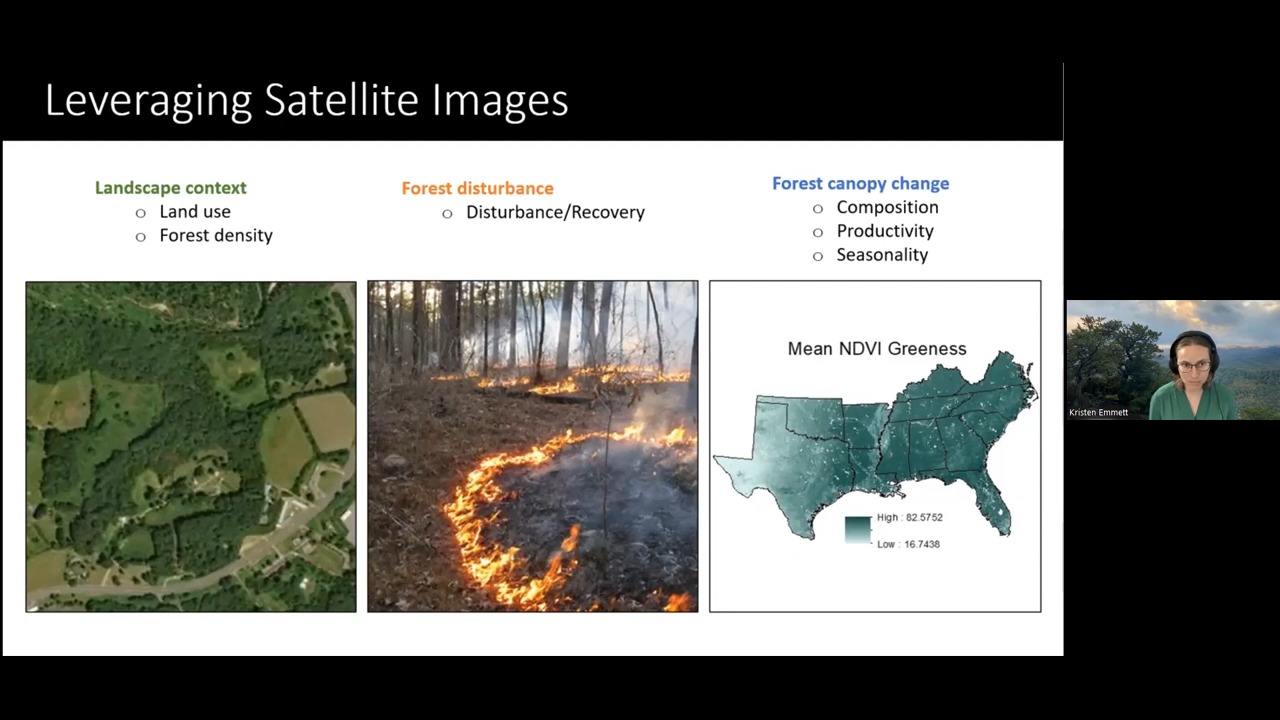 Leveraging Satellite Images
Landscape context
o Land use
o Forest density
Forest disturbance
o Disturbance/Recovery
Forest canopy change
o Composition
o Productivity
o Seasonality
Mean NDVI Greeness
High : 82.5752
Low : 16.7438
Kristen Emmett